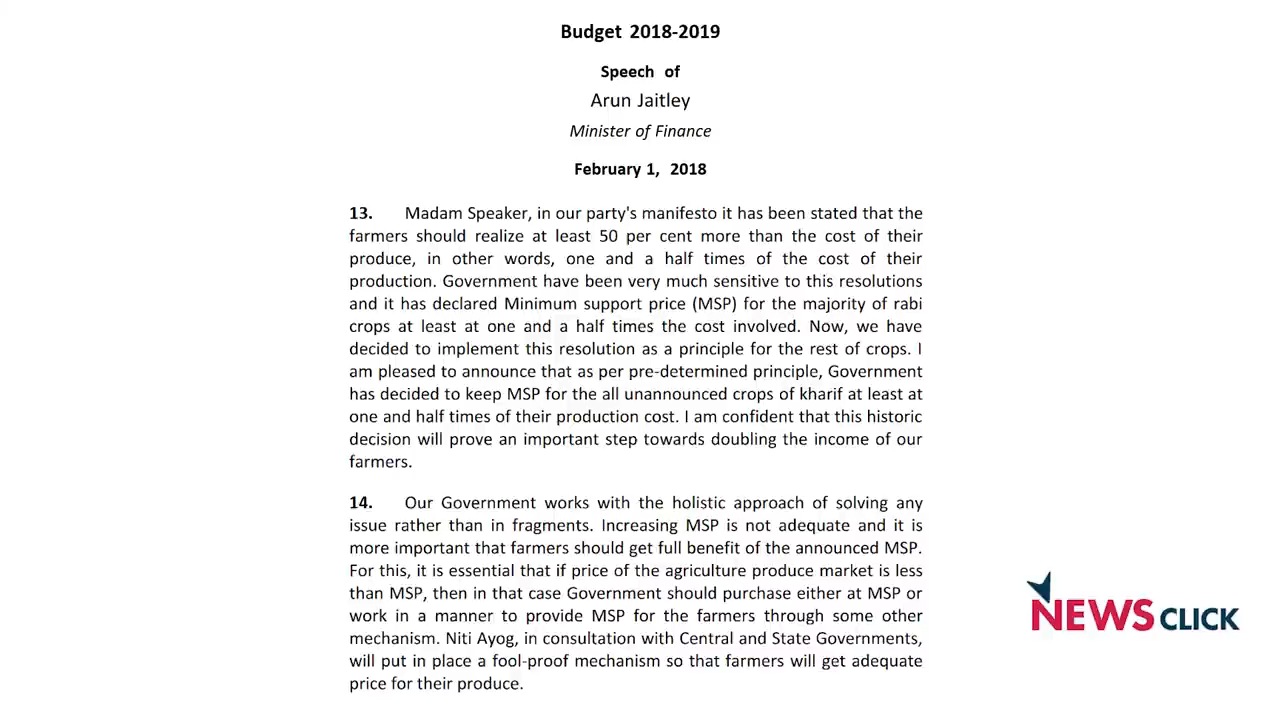 Budget 2018-2019
Speech of
Arun Jaitley
Minister of Finance
February 1, 2018
13. Madam Speaker, in our party's manifesto it has been stated that the
farmers should realize at least 50 per cent more than the cost of their
produce, in other words, one and a half times of the cost of their
production. Government have been very much sensitive to this resolutions
and it has declared Minimum support price (MSP) for the majority of rabi
crops at least at one and a half times the cost involved. Now, we have
decided to implement this resolution as a principle for the rest of crops. I
am pleased to announce that as per pre-determined principle, Government
has decided to keep MSP for the all unannounced crops of kharif at least at
one and half times of their production cost. I am confident that this historic
decision will prove an important step towards doubling the income of our
farmers.
14. Our Government works with the holistic approach of solving any
issue rather than in fragments. Increasing MSP is not adequate and it is
more important that farmers should get full benefit of the announced MSP.
For this, it is essential that if price of the agriculture produce market is less
than MSP, then in that case Government should purchase either at MSP or
work in a manner to provide MSP for the farmers through some other
mechanism. Niti Ayog, in consultation with Central and State Governments,
will put in place a fool-proof mechanism so that farmers will get adequate
price for their produce.
NEWSCLICK